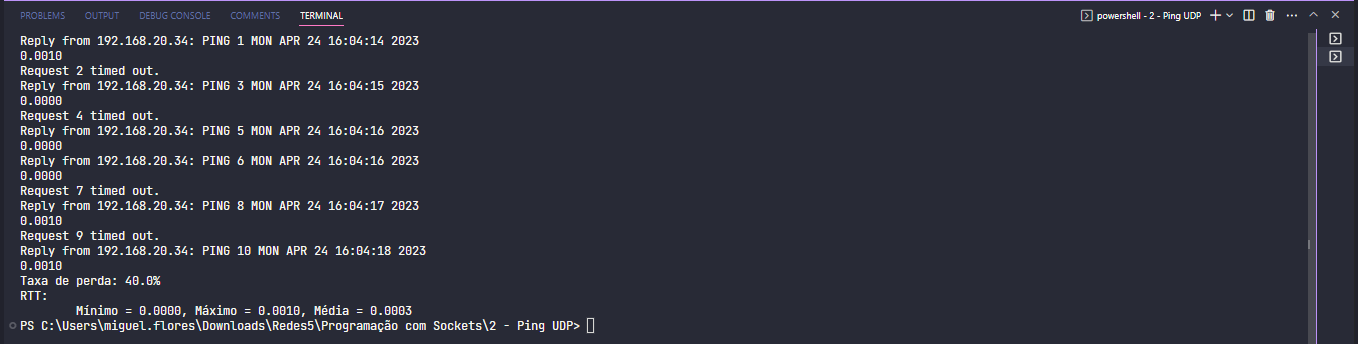 PROBLEMS OUTPUT DEBUG CONSOLE COMMENTS TERMINAL powershell - 2 - Ping UDP
Reply from 192.168.20.34: PING 1 MON APR 24 16:04:14 2023
0.0010
Request 2 timed out.
Reply from 192.168.20.34: PING 3 MON APR 24 16:04:15 2023
0.0000
Request 4 timed out.
Reply from 192.168.20.34: PING 5 MON APR 24 16:04:16 2023
0.0000
Reply from 192.168.20.34: PING 6 MON APR 24 16:04:16 2023
0.0000
Request 7 timed out.
Reply from 192.168.20.34: PING 8 MON APR 24 16:04:17 2023
0.0010
Request 9 timed out.
Reply from 192.168.20.34: PING 10 MON APR 24 16:04:18 2023
0.0010
Taxa de perda: 40.0%
RTT:
Mínimo = 0.0000, Máximo = 0.0010, Média = 0.0003
PS C:\Users\miguel.flores\Downloads\Redes5\Programação com Sockets\2 - Ping UDP>